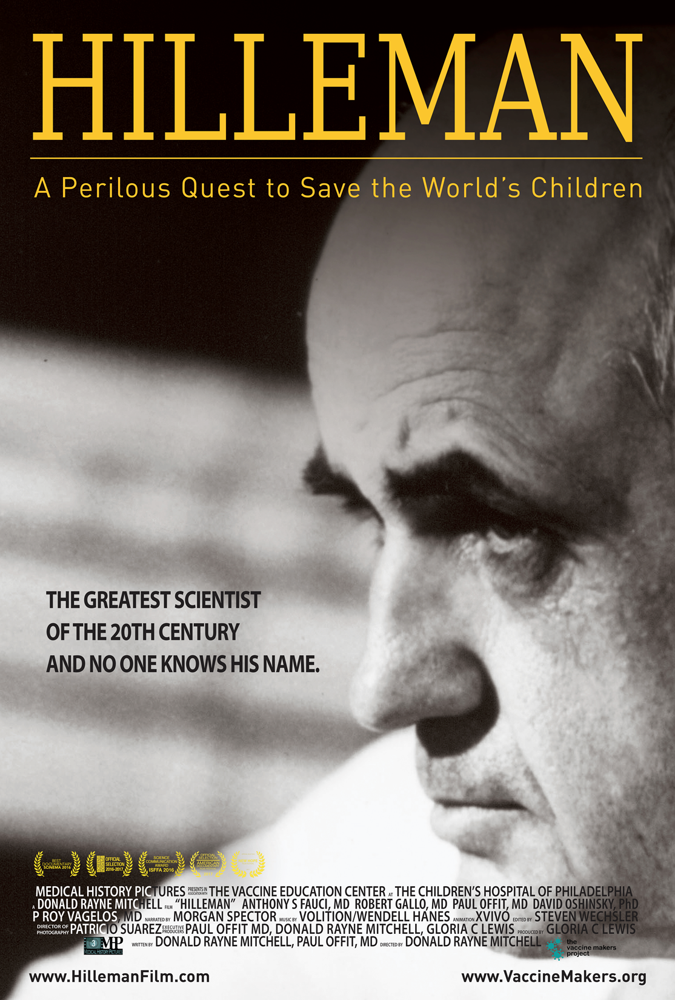 HILLEMAN
A Perilous Quest to Save the World's Children
THE GREATEST SCIENTIST
OF THE 20TH CENTURY
AND NO ONE KNOWS HIS NAME.
BEST
DOCUMENTARY
SCINEMA 2016
OFFICIAL
SELECTION
2016-2017
SCIENCE
COMMUNICATION
AWARD
ISFFA 2016
OFFICIAL
SELECTION
AMERICAN
DOCUMENTARY
MEDICAL HISTORY PICTURES PRESENTS IN ASSOCIATION WITH THE VACCINE EDUCATION CENTER AT THE CHILDREN'S HOSPITAL OF PHILADELPHIA
A DONALD RAYNE MITCHELL FILM "HILLEMAN" ANTHONY S FAUCI, MD ROBERT GALLO, MD PAUL OFFIT, MD DAVID OSHINSKY, PhD
P ROY VAGELOS, MD NARRATED BY MORGAN SPECTOR MUSIC BY VOLITION/WENDELL HANES ANIMATION XVIVO EDITED BY STEVEN WECHSLER
DIRECTOR OF PHOTOGRAPHY PATRICIO SUAREZ EXECUTIVE PRODUCERS PAUL OFFIT MD, DONALD RAYNE MITCHELL, GLORIA C LEWIS PRODUCED BY GLORIA C LEWIS
3 MHP
MEDICAL HISTORY PICTURES
WRITTEN BY DONALD RAYNE MITCHELL, PAUL OFFIT, MD DIRECTED BY DONALD RAYNE MITCHELL
the
vaccine makers
project
www.HillemanFilm.com
www.VaccineMakers.org